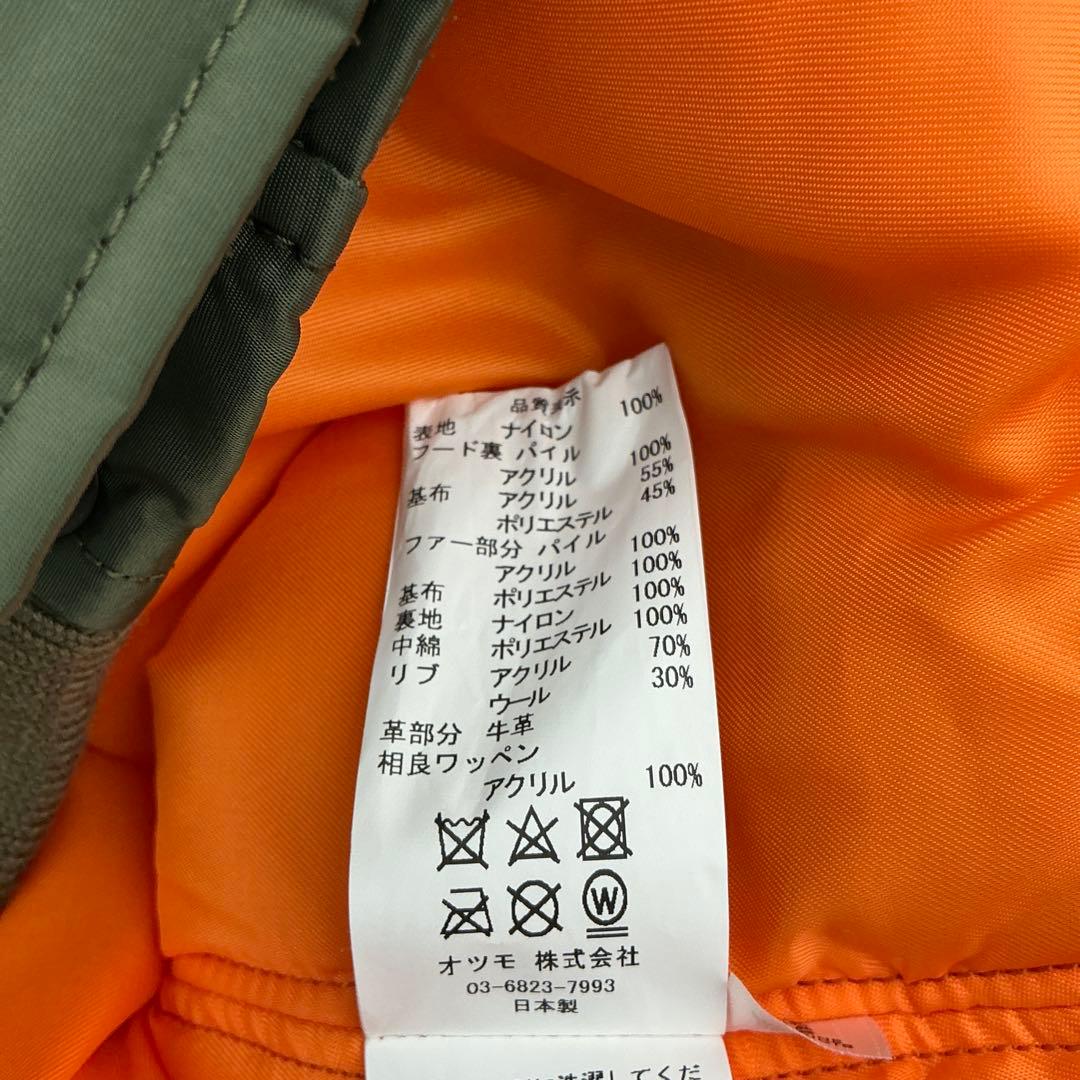 品質表示
表地 ナイロン 100%
フード裏 パイル
アクリル 100%
基布 アクリル 55%
ポリエステル 45%
ファー部分 パイル
アクリル 100%
基布 ポリエステル 100%
裏地 ナイロン 100%
中綿 ポリエステル 100%
リブ アクリル 70%
ウール 30%
革部分 牛革
相良ワッペン
アクリル 100%
W
オツモ 株式会社
03-6823-7993
日本製
洗濯してくだ